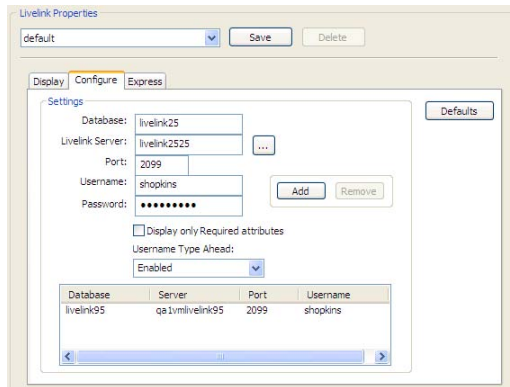 Livelink Properties
default
Save
Delete
Display
Configure
Express
Settings
Defaults
Database:
livelink25
Livelink Server:
livelink2525
...
Port:
2099
Username:
shopkins
Add
Remove
Password:
•••••••••
Display only Required attributes
Username Type Ahead:
Enabled
Database Server Port Username
livelink95 qa1vmlivelink95 2099 shopkins